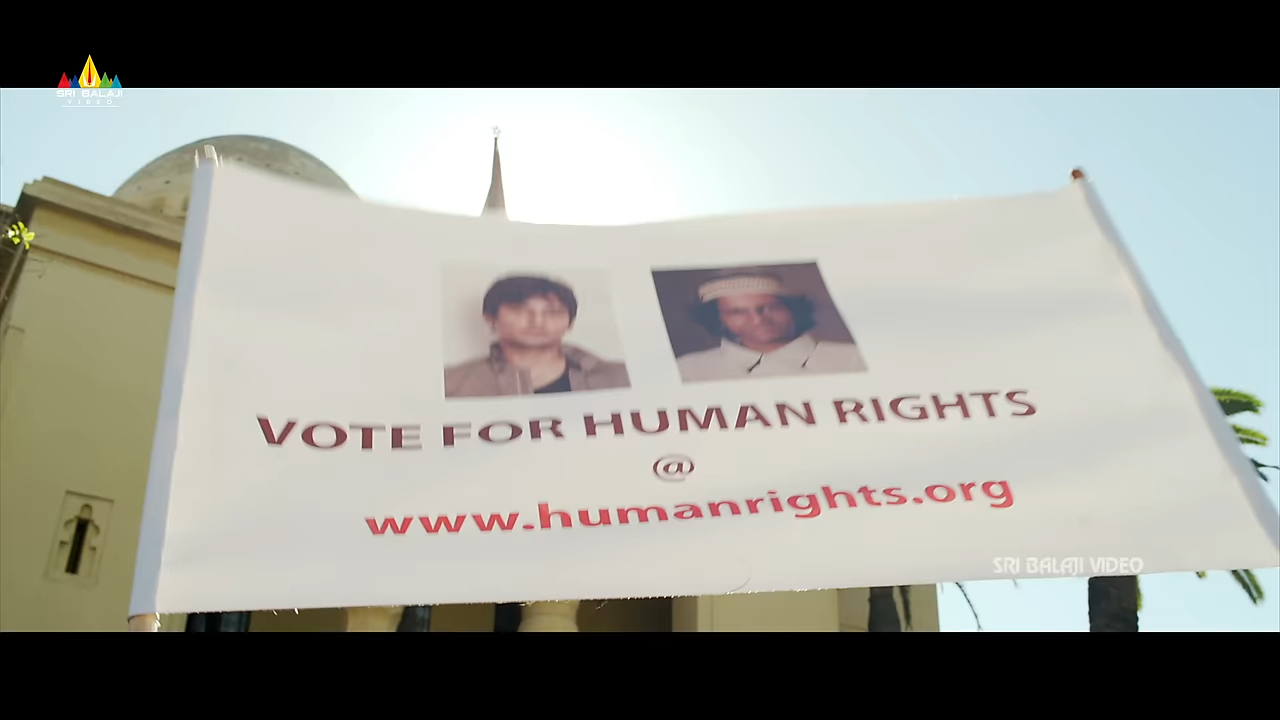 SRI BALAJI
VIDEO
VOTE FOR HUMAN RIGHTS
@
www.humanrights.org
SRI BALAJI VIDEO